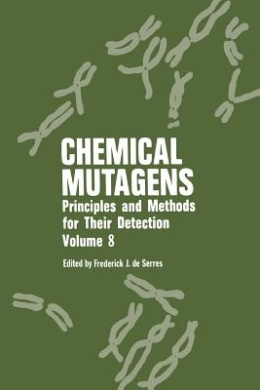 CHEMICAL
MUTAGENS
Principles and Methods
for Their Detection
Volume 8
Edited by Frederick J. de Serres